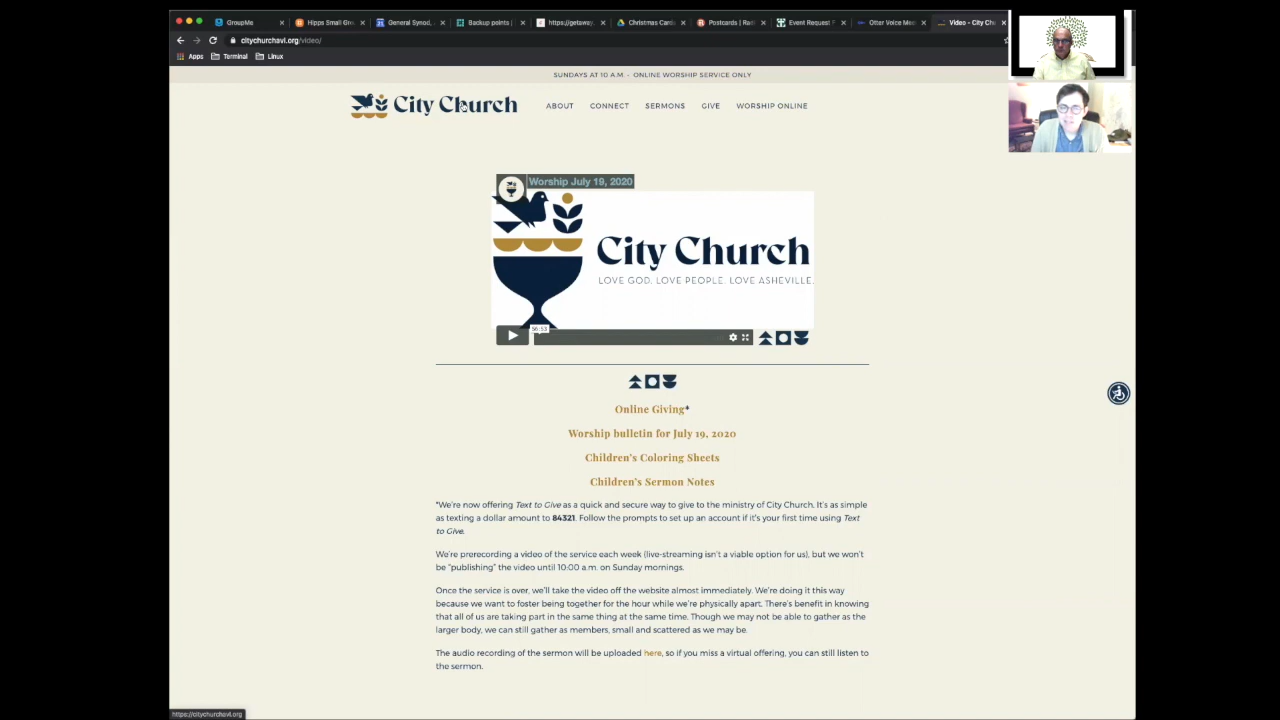 GroupMe
Hipps Small Gro
General Synod,
Backup points |
https://getaway.
Christmas Cards
Postcards | Rad
Event Request F
Otter Voice Mee
Video - City Ch
citychurchavl.org/video/
Apps
Terminal
Linux
SUNDAYS AT 10 A.M. - ONLINE WORSHIP SERVICE ONLY
City Church
ABOUT
CONNECT
SERMONS
GIVE
WORSHIP ONLINE
Worship July 19, 2020
City Church
LOVE GOD. LOVE PEOPLE. LOVE ASHEVILLE.
56:53
Online Giving*
Worship bulletin for July 19, 2020
Children's Coloring Sheets
Children's Sermon Notes
*We're now offering Text to Give as a quick and secure way to give to the ministry of City Church. It's as simple
as texting a dollar amount to 84321. Follow the prompts to set up an account if it's your first time using Text
to Give.
We're prerecording a video of the service each week (live-streaming isn't a viable option for us), but we won't
be "publishing" the video until 10:00 a.m. on Sunday mornings.
Once the service is over, we'll take the video off the website almost immediately. We're doing it this way
because we want to foster being together for the hour while we're physically apart. There's benefit in knowing
that all of us are taking part in the same thing at the same time. Though we may not be able to gather as the
larger body, we can still gather as members, small and scattered as we may be.
The audio recording of the sermon will be uploaded here, so if you miss a virtual offering, you can still listen to
the sermon.
https://citychurchavl.org